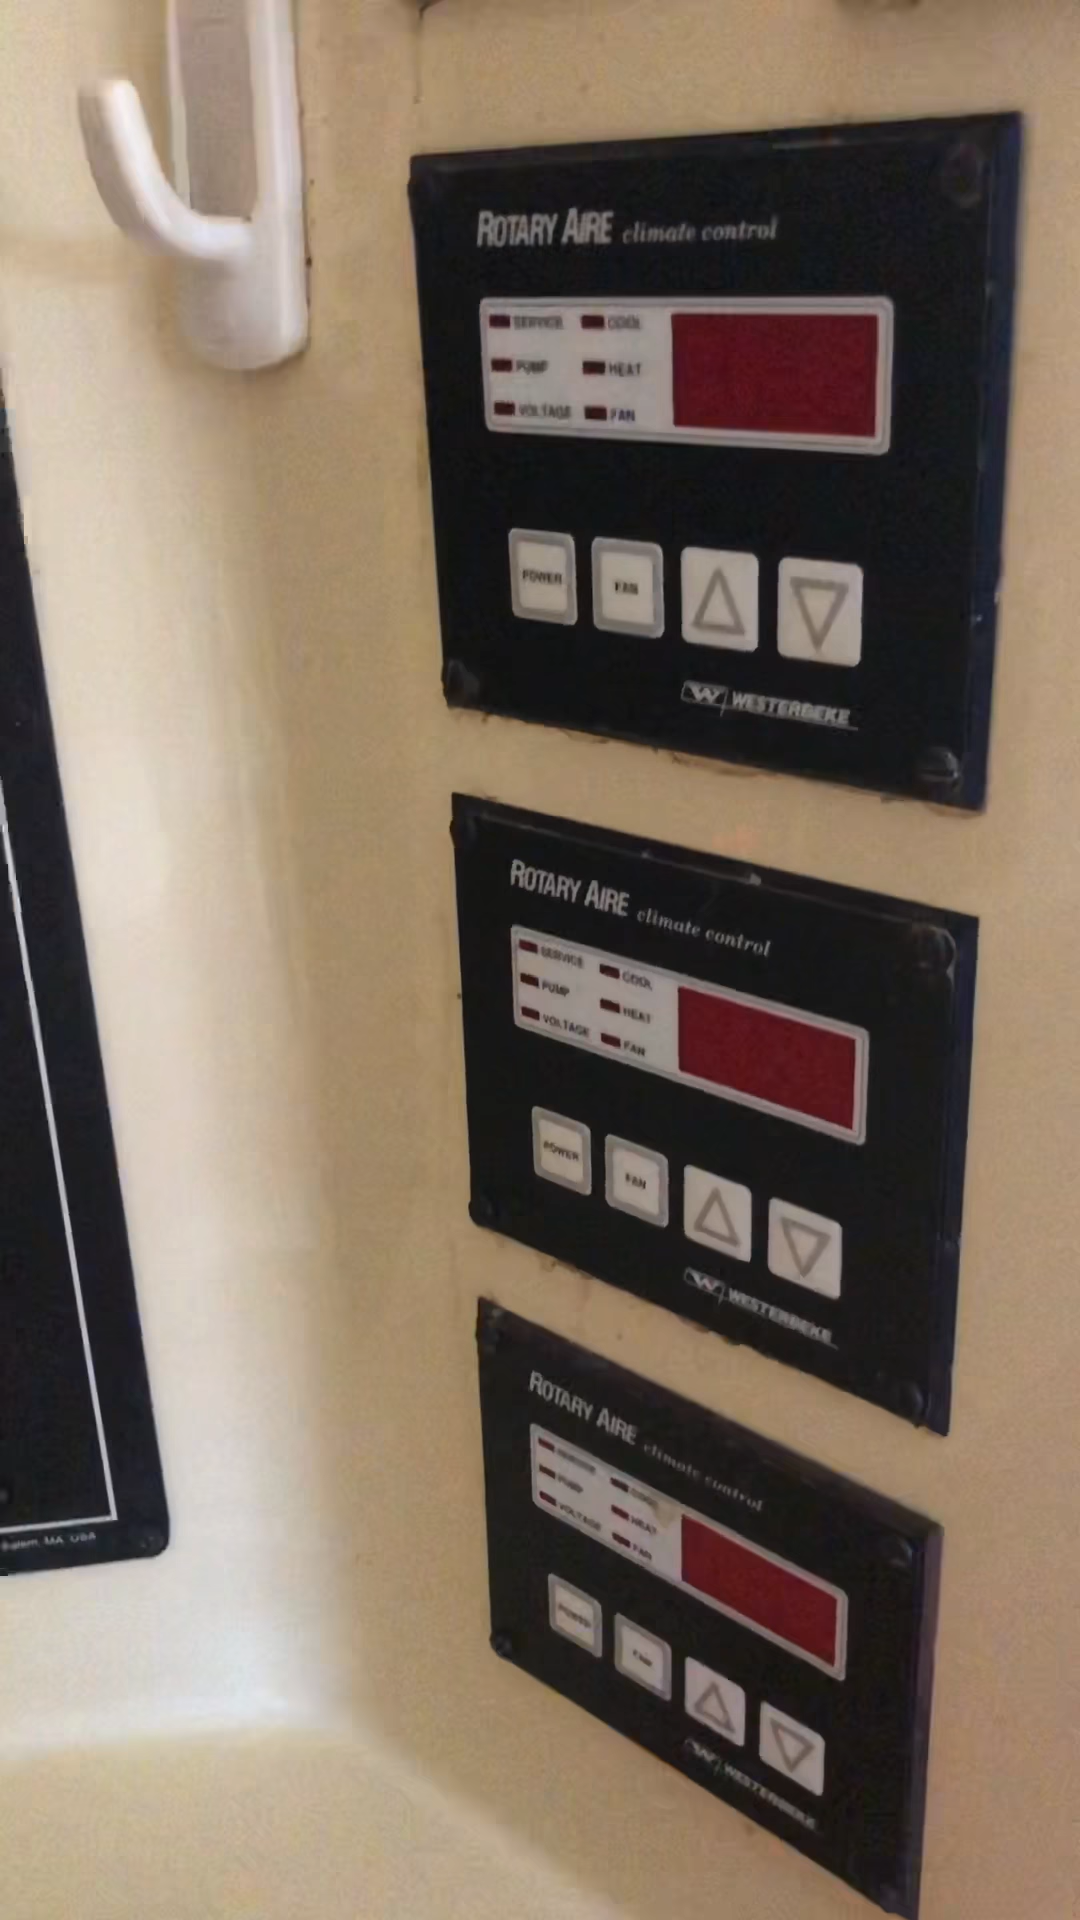 ROTARY AIRE climate control
SERVICE COOL
PUMP HEAT
VOLTAGE FAN
POWER FAN
W WESTERBEKE
ROTARY AIRE climate control
SERVICE COOL
PUMP HEAT
VOLTAGE FAN
POWER FAN
W WESTERBEKE
ROTARY AIRE climate control
SERVICE COOL
PUMP HEAT
VOLTAGE FAN
POWER FAN
W WESTERBEKE
Salem, MA, USA